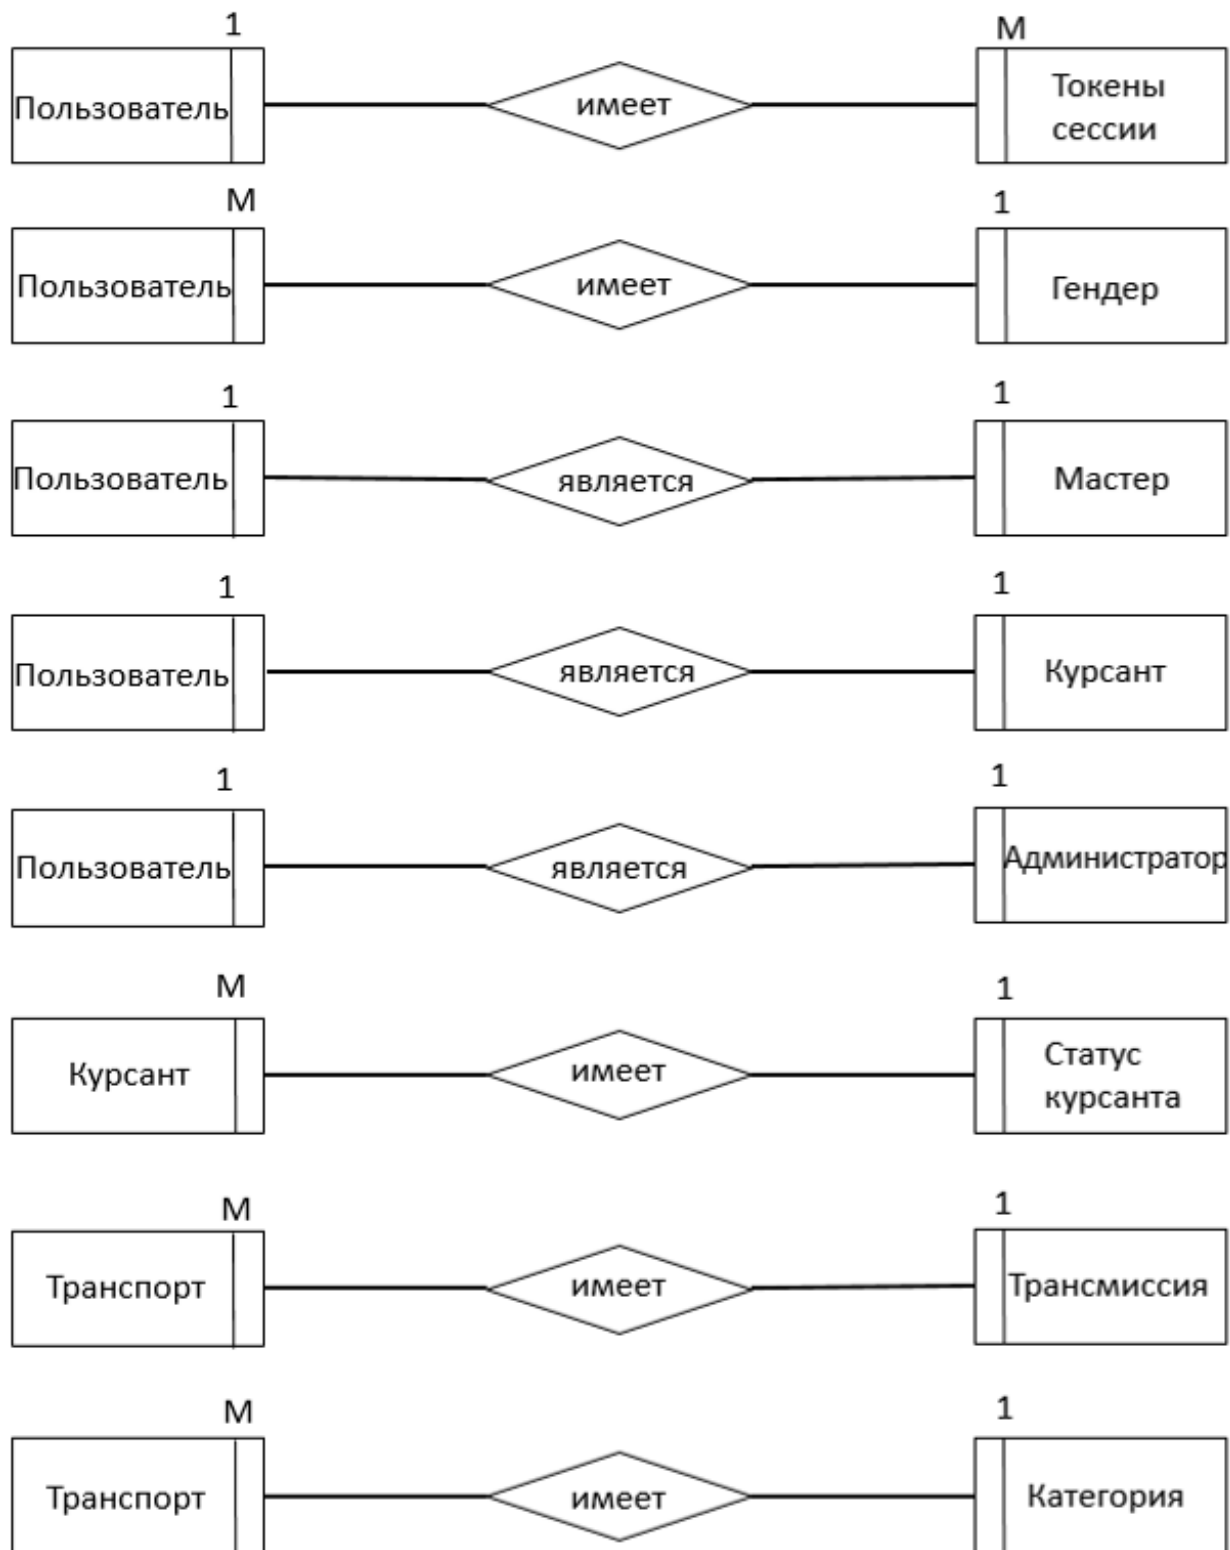 1 M
Пользователь имеет Токены
сессии
М 1
Пользователь имеет Гендер
1 1
Пользователь является Мастер
1 1
Пользователь является Курсант
1 1
Пользователь является Администратор
М 1
Курсант имеет Статус
курсанта
М 1
Транспорт имеет Трансмиссия
М 1
Транспорт имеет Категория